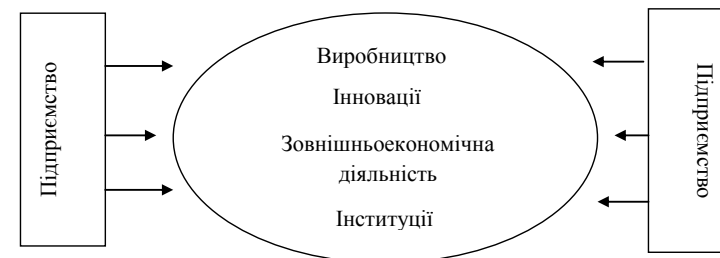 Підприємство
Виробництво
Інновації
Зовнішньоекономічна
діяльність
Інституції
Підприємство